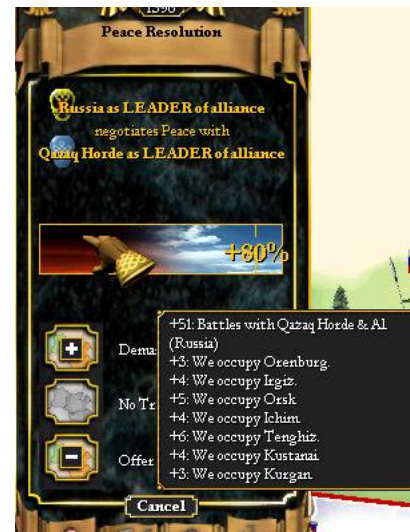 Peace Resolution
Russia as LEADER of alliance
negotiates Peace with
Qazaq Horde as LEADER of alliance
+80%
+51: Battles with Qazaq Horde & Al
(Russia)
+3: We occupy Orenburg.
+4: We occupy Irgiz.
+5: We occupy Orsk
+4: We occupy Ichim
+6: We occupy Tenghiz.
+4: We occupy Kustanai
+3: We occupy Kurgan
Dema
No Tr
Offer
Cancel